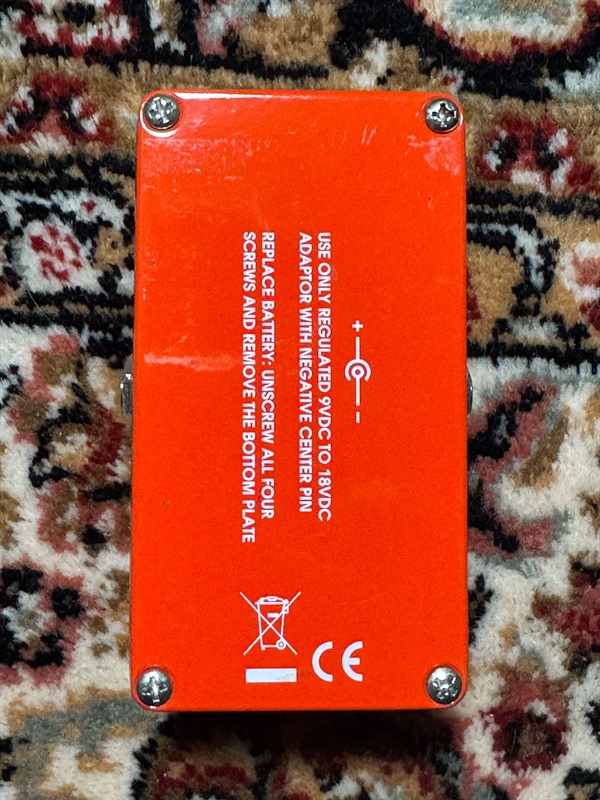 + −
USE ONLY REGULATED 9VDC TO 18VDC
ADAPTOR WITH NEGATIVE CENTER PIN
REPLACE BATTERY: UNSCREW ALL FOUR
SCREWS AND REMOVE THE BOTTOM PLATE
CE